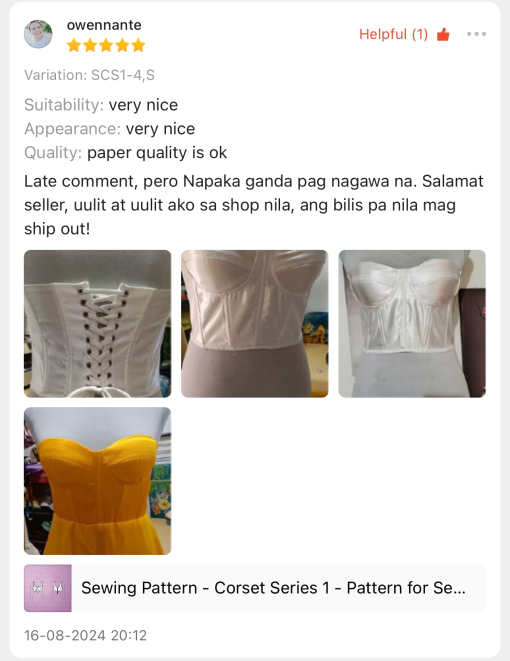 owennante
Helpful (1)
Variation: SCS1-4,S
Suitability: very nice
Appearance: very nice
Quality: paper quality is ok
Late comment, pero Napaka ganda pag nagawa na. Salamat
seller, uulit at uulit ako sa shop nila, ang bilis pa nila mag
ship out!
Sewing Pattern - Corset Series 1 - Pattern for Se...
16-08-2024 20:12